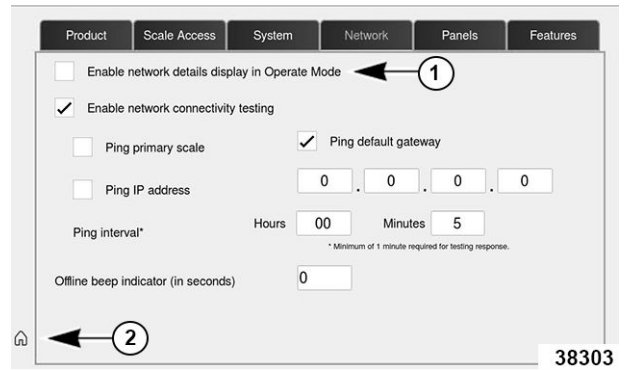 Product Scale Access System Network Panels Features
Enable network details display in Operate Mode 1
Enable network connectivity testing
Ping primary scale Ping default gateway
Ping IP address 0 . 0 . 0 . 0
Ping interval* Hours 00 Minutes 5
* Minimum of 1 minute required for testing response.
Offline beep indicator (in seconds) 0
2
38303